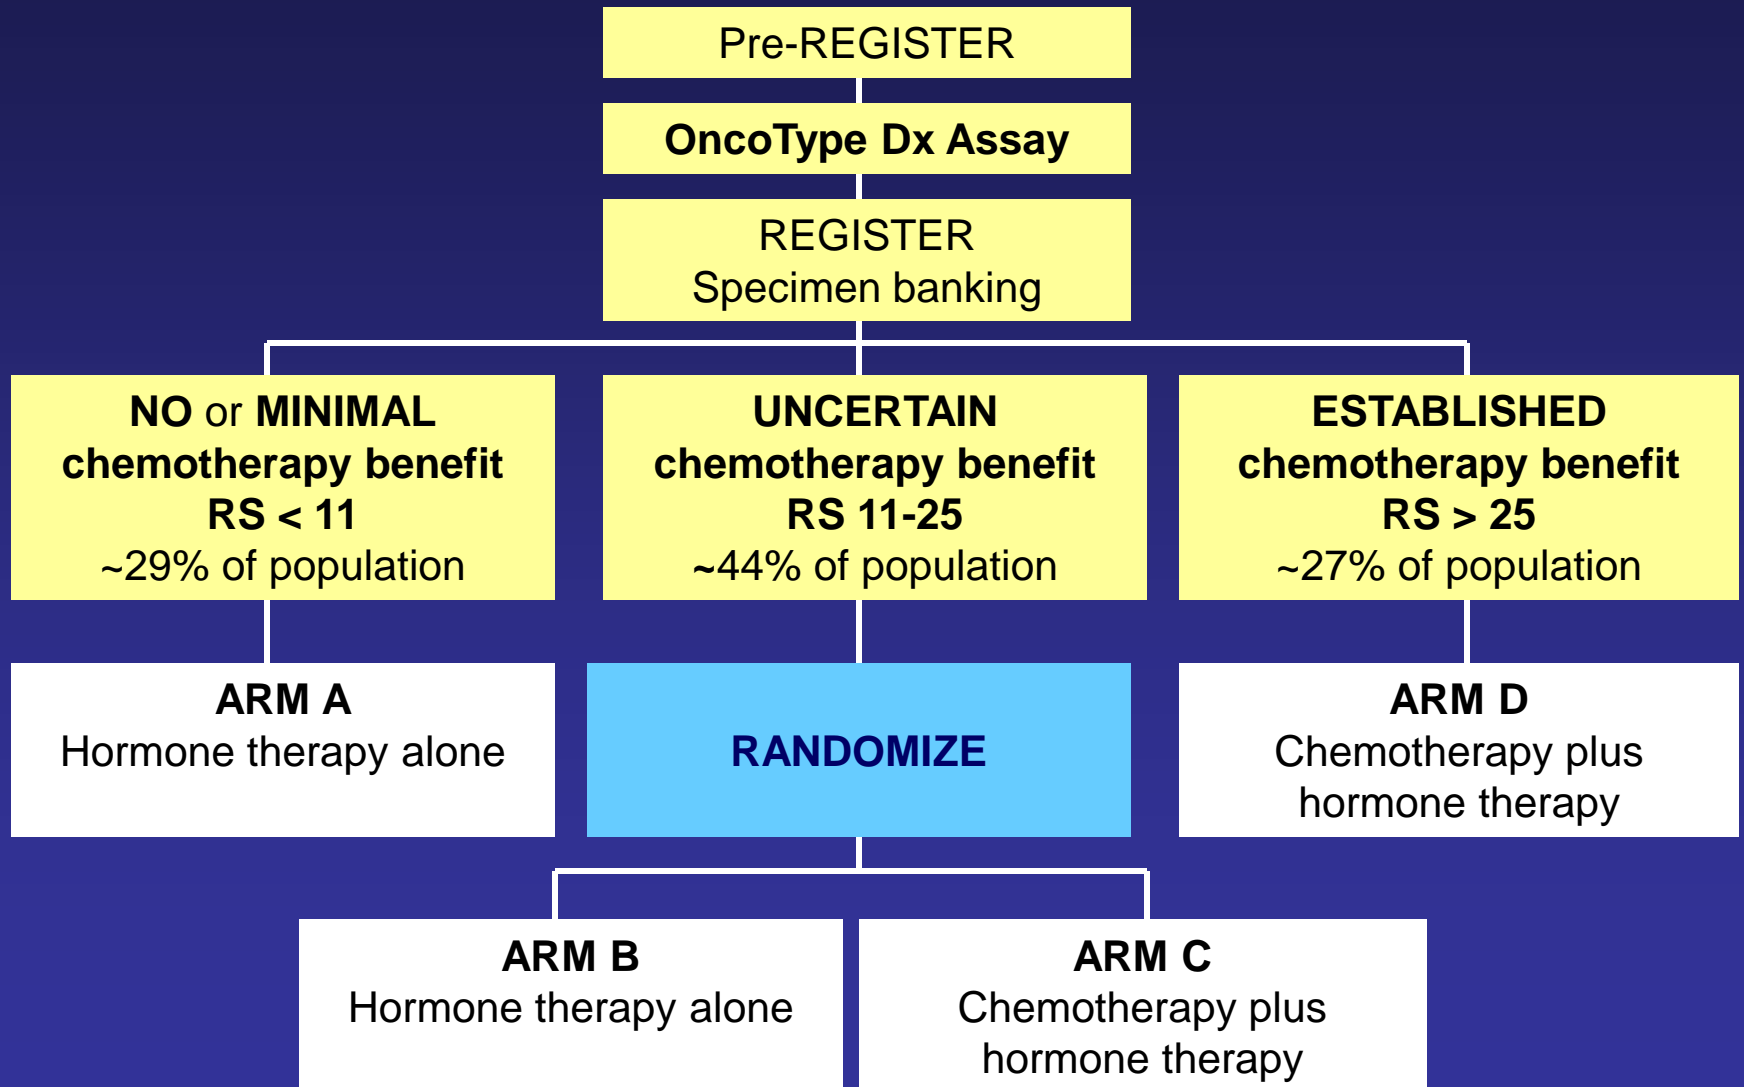 Pre-REGISTER
OncoType Dx Assay
REGISTER
Specimen banking
NO or MINIMAL
chemotherapy benefit
RS < 11
~29% of population
UNCERTAIN
chemotherapy benefit
RS 11-25
~44% of population
ESTABLISHED
chemotherapy benefit
RS > 25
~27% of population
ARM A
Hormone therapy alone
RANDOMIZE
ARM D
Chemotherapy plus
hormone therapy
ARM B
Hormone therapy alone
ARM C
Chemotherapy plus
hormone therapy